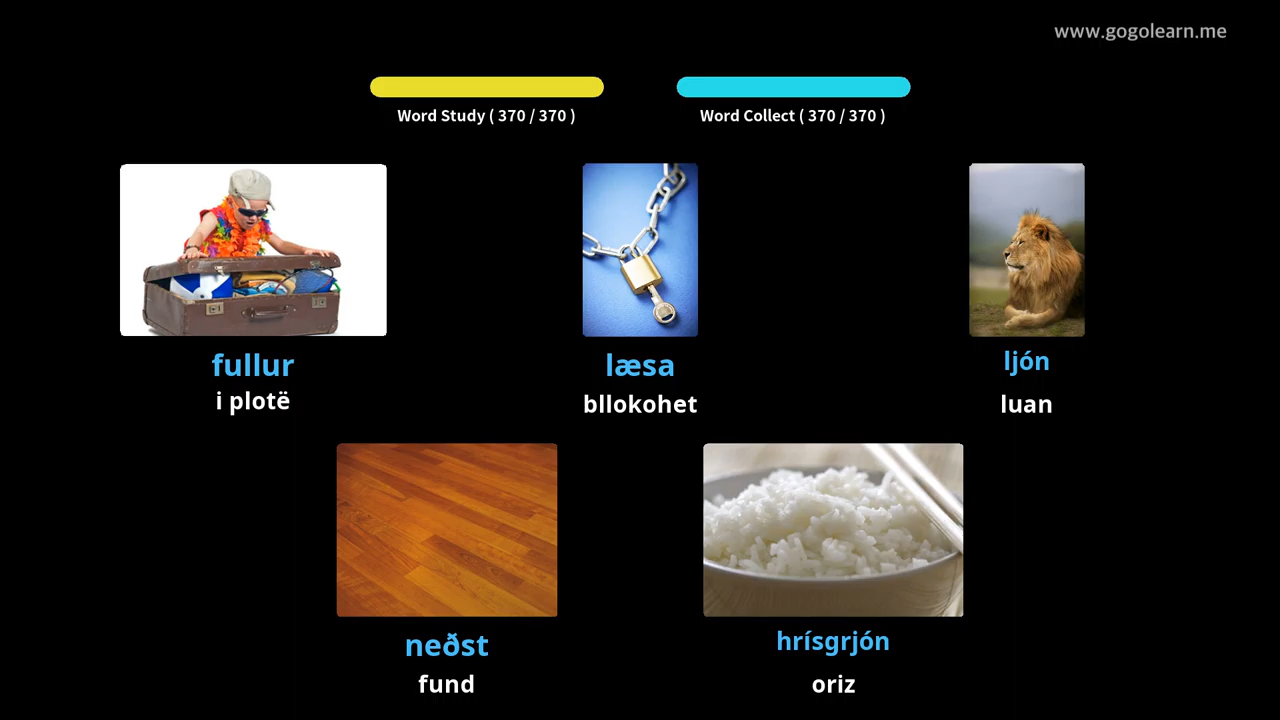 www.gogolearn.me
Word Study ( 370 / 370 )
Word Collect ( 370 / 370 )
fullur
i plotë
læsa
bllokohet
ljón
luan
neðst
fund
hrísgrjón
oriz